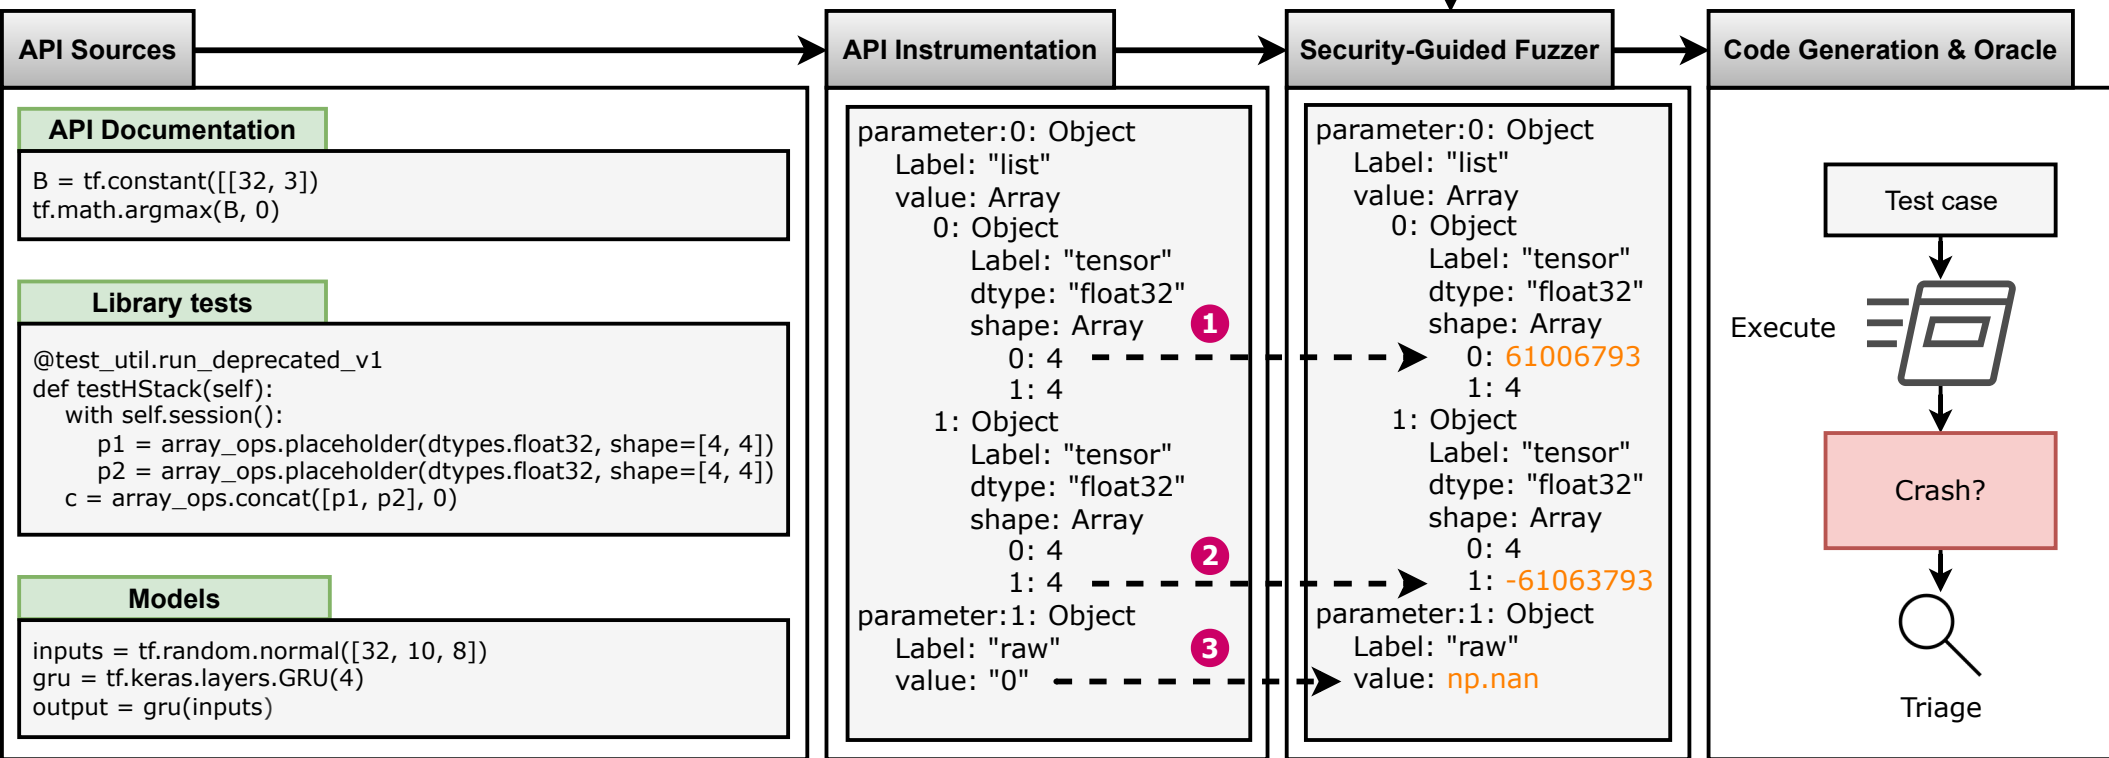 API Sources
API Documentation
B = tf.constant([[32, 3])
tf.math.argmax(B, 0)
Library tests
@test_util.run_deprecated_v1
def testHStack(self):
with self.session():
p1 = array_ops.placeholder(dtypes.float32, shape=[4, 4])
p2 = array_ops.placeholder(dtypes.float32, shape=[4, 4])
c = array_ops.concat([p1, p2], 0)
Models
inputs = tf.random.normal([32, 10, 8])
gru = tf.keras.layers.GRU(4)
output = gru(inputs)
API Instrumentation
parameter:0: Object
Label: "list"
value: Array
0: Object
Label: "tensor"
dtype: "float32"
shape: Array
1
0: 4
1: 4
1: Object
Label: "tensor"
dtype: "float32"
shape: Array
0: 4
2
1: 4
parameter:1: Object
Label: "raw"
3
value: "0"
Security-Guided Fuzzer
parameter:0: Object
Label: "list"
value: Array
0: Object
Label: "tensor"
dtype: "float32"
shape: Array
0: 61006793
1: 4
1: Object
Label: "tensor"
dtype: "float32"
shape: Array
0: 4
1: -61063793
parameter:1: Object
Label: "raw"
value: np.nan
Code Generation & Oracle
Test case
Execute
Crash?
Triage